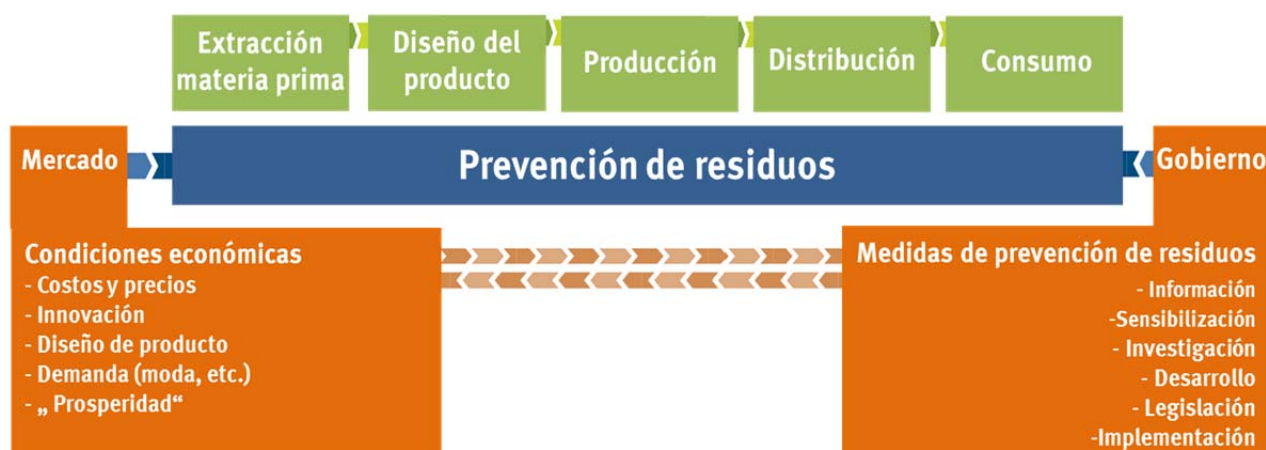 Extracción
materia prima
Diseño del
producto
Producción
Distribución
Consumo
Mercado
Prevención de residuos
Gobierno
Condiciones económicas
- Costos y precios
- Innovación
- Diseño de producto
- Demanda (moda, etc.)
- „ Prosperidad“
Medidas de prevención de residuos
- Información
-Sensibilización
- Investigación
- Desarrollo
- Legislación
-Implementación